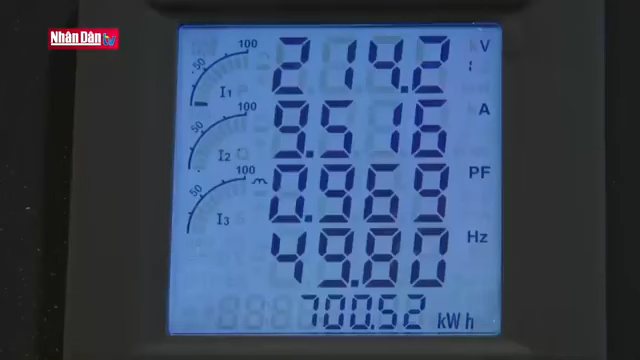 Nhân Dân
100 50 I1 214.2 V
100 50 I2 9.516 A
100 50 I3 0.969 PF
49.80 Hz
700.52 kWh